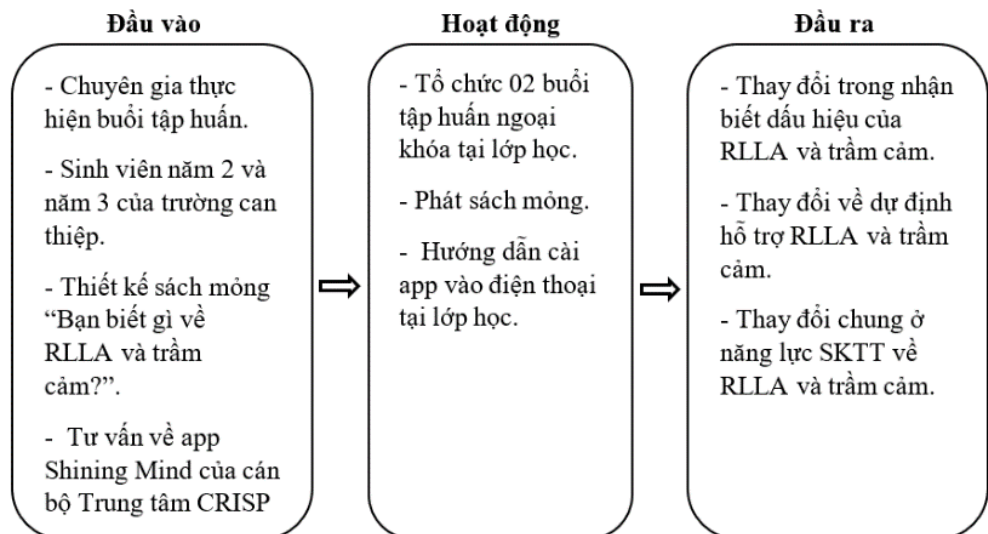 Đầu vào
- Chuyên gia thực
hiện buổi tập huấn.
- Sinh viên năm 2 và
năm 3 của trường can
thiệp.
- Thiết kế sách mỏng
“Bạn biết gì về
RLLA và trầm
cảm?”.
- Tư vấn về app
Shining Mind của cán
bộ Trung tâm CRISP
Hoạt động
- Tổ chức 02 buổi
tập huấn ngoại
khóa tại lớp học.
- Phát sách mỏng.
- Hướng dẫn cài
app vào điện thoại
tại lớp học.
Đầu ra
- Thay đổi trong nhận
biết dấu hiệu của
RLLA và trầm cảm.
- Thay đổi về dự định
hỗ trợ RLLA và trầm
cảm.
- Thay đổi chung ở
năng lực SKTT về
RLLA và trầm cảm.